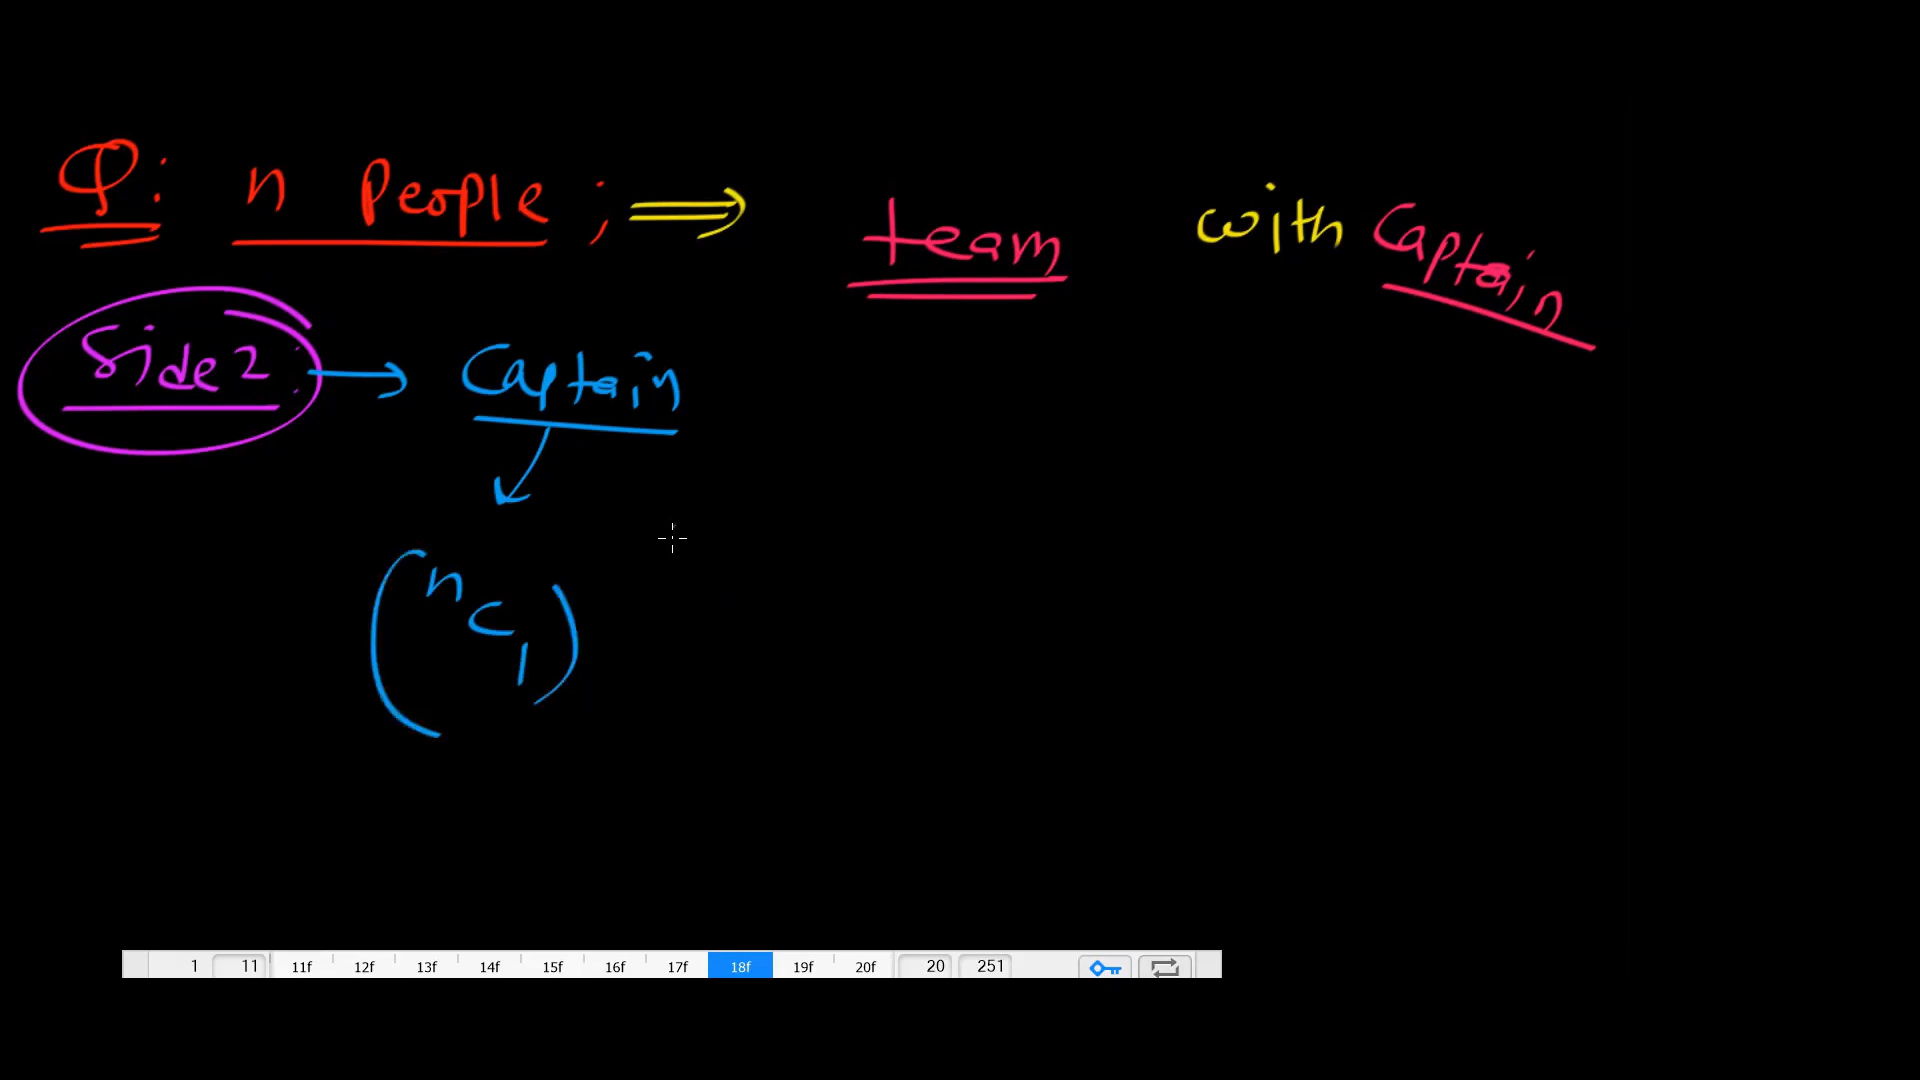 Q: n People ; ⟹ team with Captain
Side 2 : → Captain
(ⁿC₁)
1 11 11f 12f 13f 14f 15f 16f 17f 18f 19f 20f 20 251